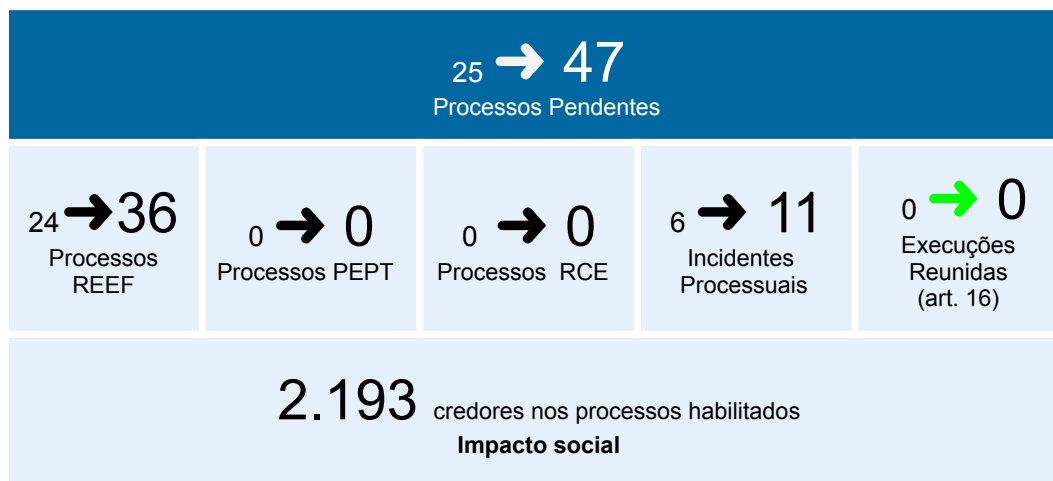 25 ➜ 47
Processos Pendentes
24 ➜ 36
Processos
REEF
0 ➜ 0
Processos PEPT
0 ➜ 0
Processos RCE
6 ➜ 11
Incidentes
Processuais
0 ➜ 0
Execuções
Reunidas
(art. 16)
2.193 credores nos processos habilitados
Impacto social